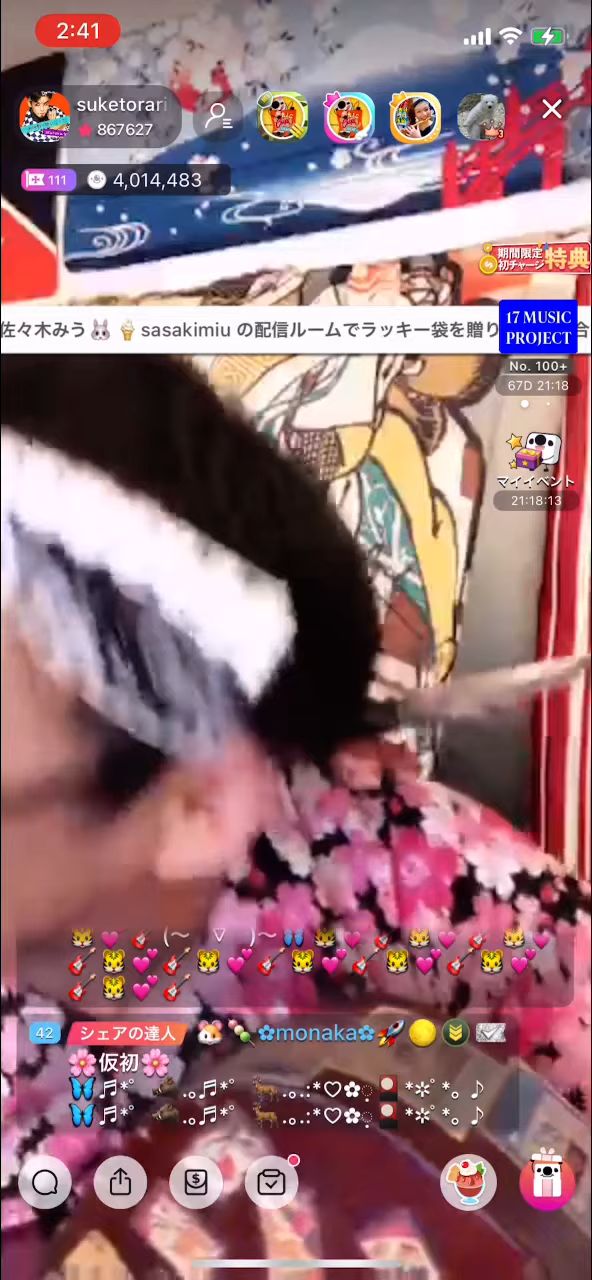 2:41
suketorari
867627
3
111
4,014,483
期間限定
初チャージ
特典
佐々木みう🐰🍦sasakimiu の配信ルームでラッキー袋を贈り
合
17 MUSIC
PROJECT
No. 100+
67D 21:18
マイイベント
21:18:13
🐯💓🎸(〜 ▽ )〜👣🐯💓🎸🐯💓🎸🐯💓
🎸🐯💕🎸🐯💕🎸🐯💕🎸🐯💕🎸🐯💕
🎸🐯💕🎸
42 シェアの達人 🐹🍡✿monaka✿🚀
🌸仮初🌸
🦋♬*ﾟ .｡♬*ﾟ .｡.:*♡✿ 🎴 *✲ﾟ*｡ ♪
🦋♬*ﾟ .｡♬*ﾟ .｡.:*♡✿ 🎴 *✲ﾟ*｡ ♪